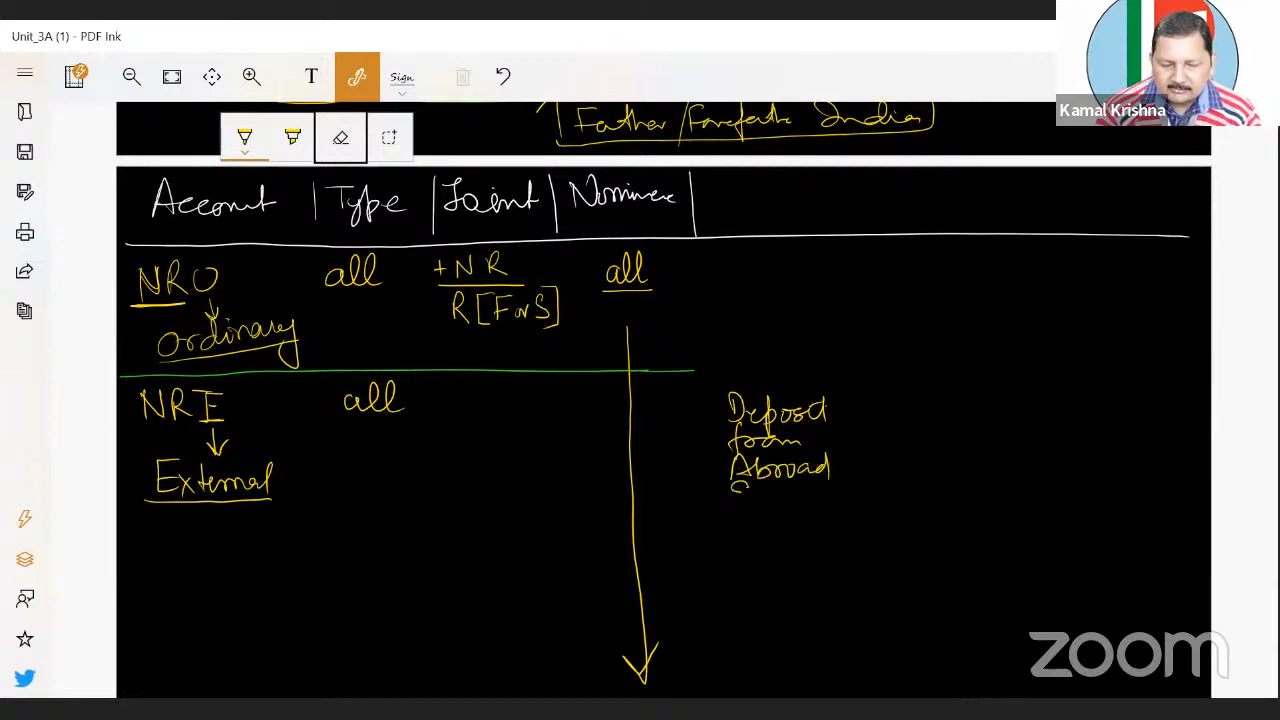 Unit_3A (1) - PDF Ink
T
Sign
Kamal Krishna
Father / Forefather India
Account | Type | Joint | Nominee |
NRO all + NR all
R [F or S]
Ordinary
NRE all
Deposit
from
Abroad
External
zoom